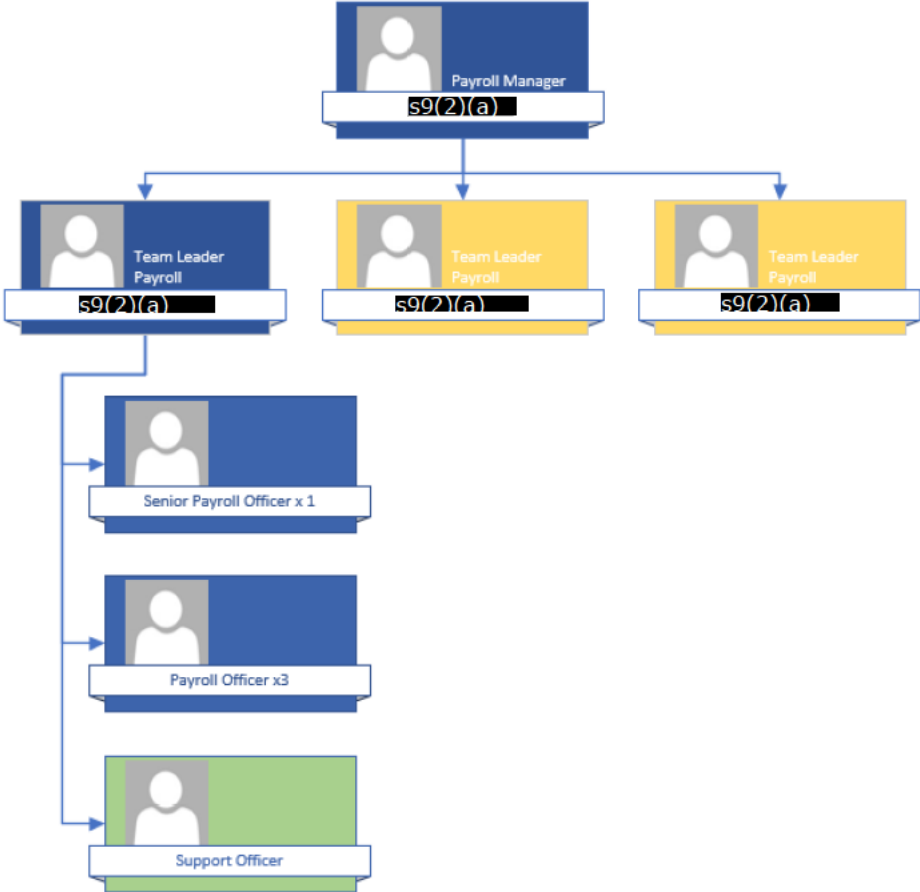 Payroll Manager
s9(2)(a)
Team Leader
Payroll
s9(2)(a)
Team Leader
Payroll
s9(2)(a)
Team Leader
Payroll
s9(2)(a)
Senior Payroll Officer x 1
Payroll Officer x3
Support Officer